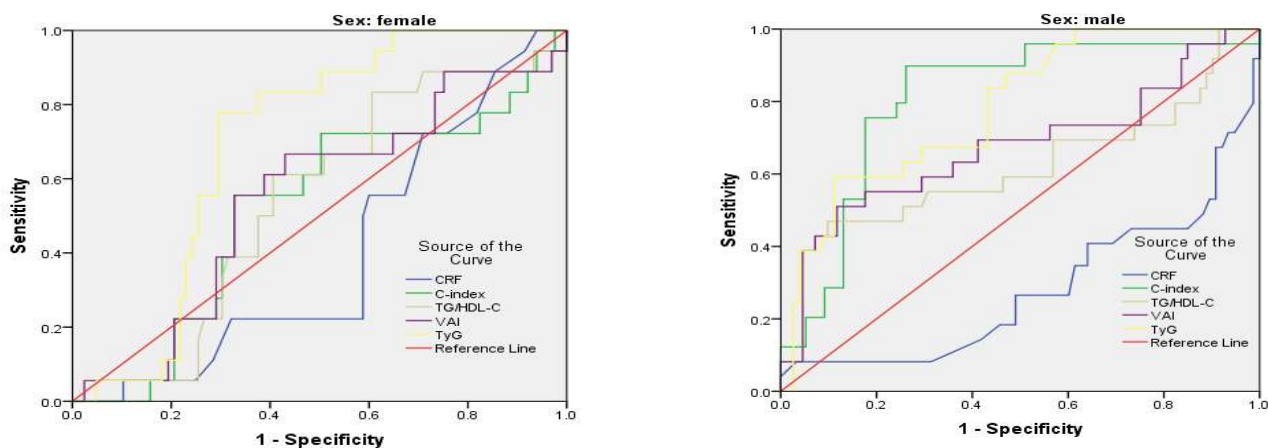 Sex: female
1.0
0.8
0.6
0.4
0.2
0.0
Sensitivity
Source of the
Curve
CRF
C-index
TG/HDL-C
VAI
TyG
Reference Line
0.0 0.2 0.4 0.6 0.8 1.0
1 - Specificity
Sex: male
1.0
0.8
0.6
0.4
0.2
0.0
Sensitivity
Source of the
Curve
CRF
C-index
TG/HDL-C
VAI
TyG
Reference Line
0.0 0.2 0.4 0.6 0.8 1.0
1 - Specificity